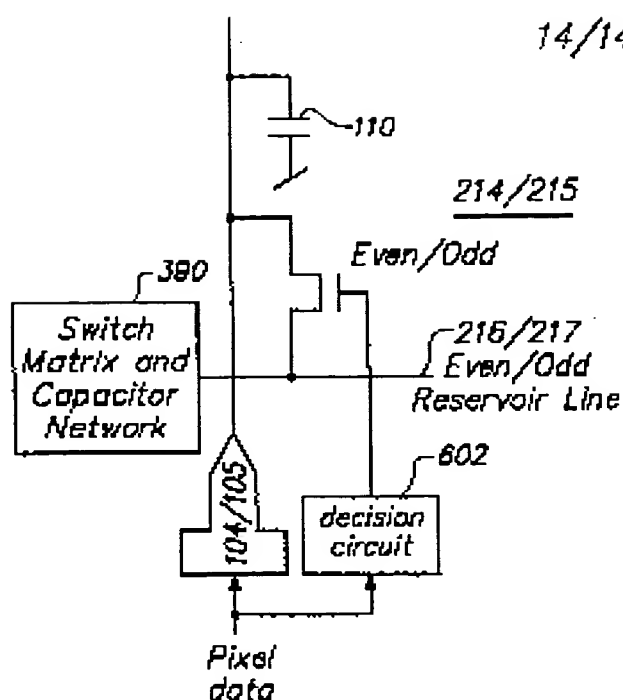 14/14
110
214/215
Even/Odd
380
Switch
Matrix and
Capacitor
Network
216/217
Even/Odd
Reservoir Line
602
104/105
decision
circuit
Pixel
data